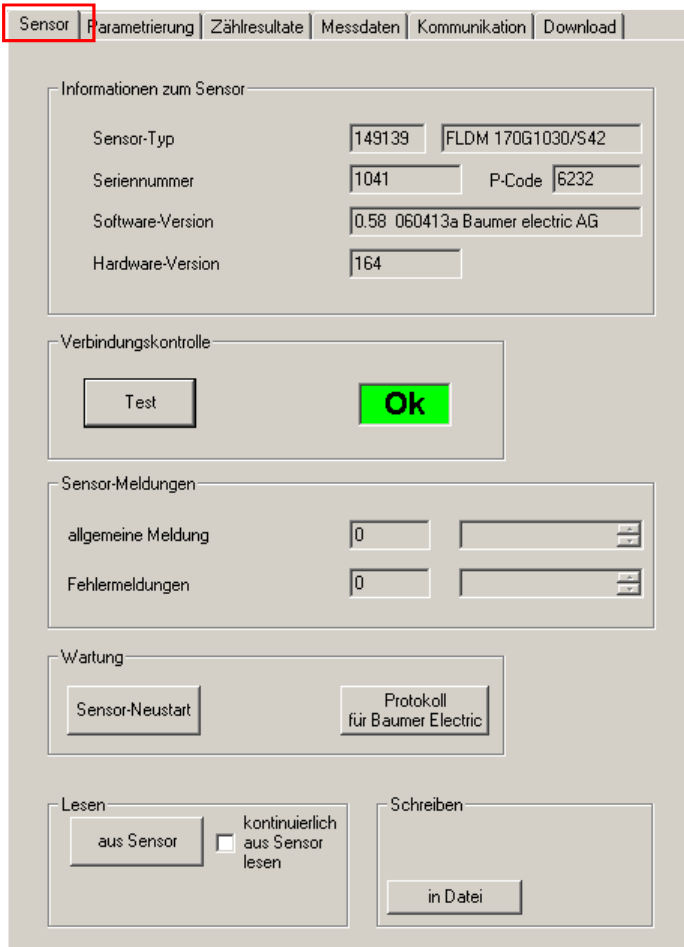 Sensor Parametrierung Zählresultate Messdaten Kommunikation Download
Informationen zum Sensor
Sensor-Typ 149139 FLDM 170G1030/S42
Seriennummer 1041 P-Code 6232
Software-Version 0.58 060413a Baumer electric AG
Hardware-Version 164
Verbindungskontrolle
Test Ok
Sensor-Meldungen
allgemeine Meldung 0
Fehlermeldungen 0
Wartung
Sensor-Neustart
Protokoll
für Baumer Electric
Lesen
aus Sensor
kontinuierlich
aus Sensor
lesen
Schreiben
in Datei